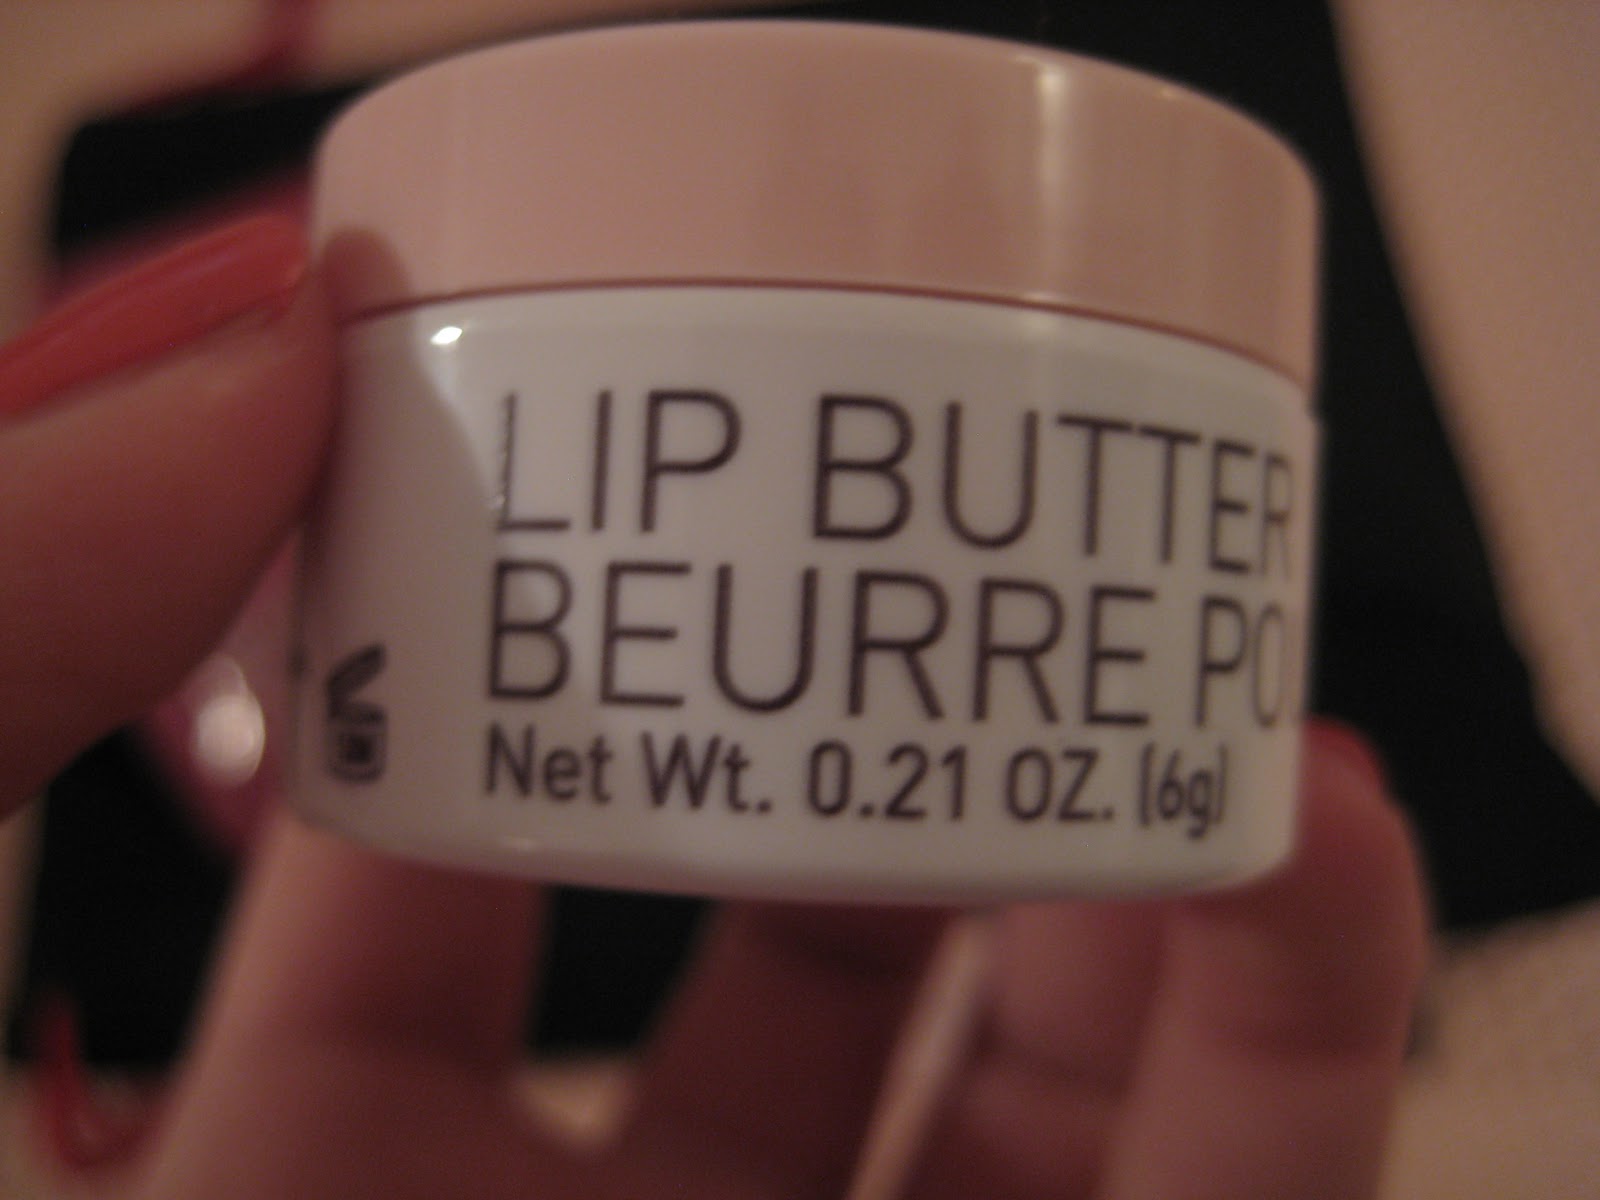 LIP BUTTER
BEURRE PO
Net Wt. 0.21 OZ. (6g)